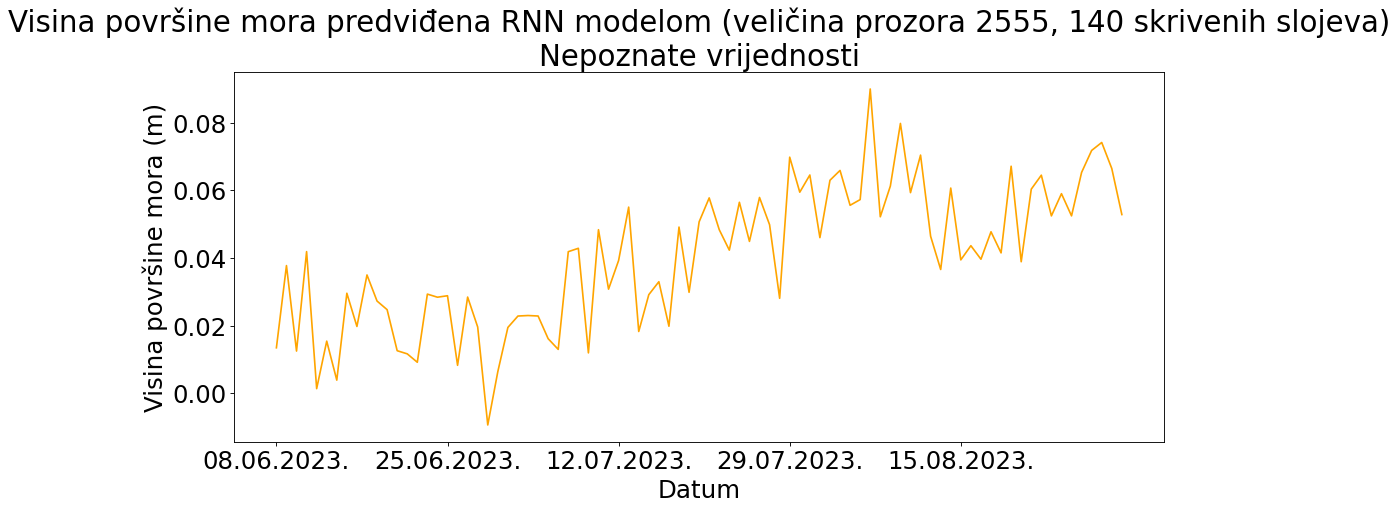 Visina površine mora predviđena RNN modelom (veličina prozora 2555, 140 skrivenih slojeva)
Nepoznate vrijednosti
Visina površine mora (m)
0.08
0.06
0.04
0.02
0.00
08.06.2023. 25.06.2023. 12.07.2023. 29.07.2023. 15.08.2023.
Datum